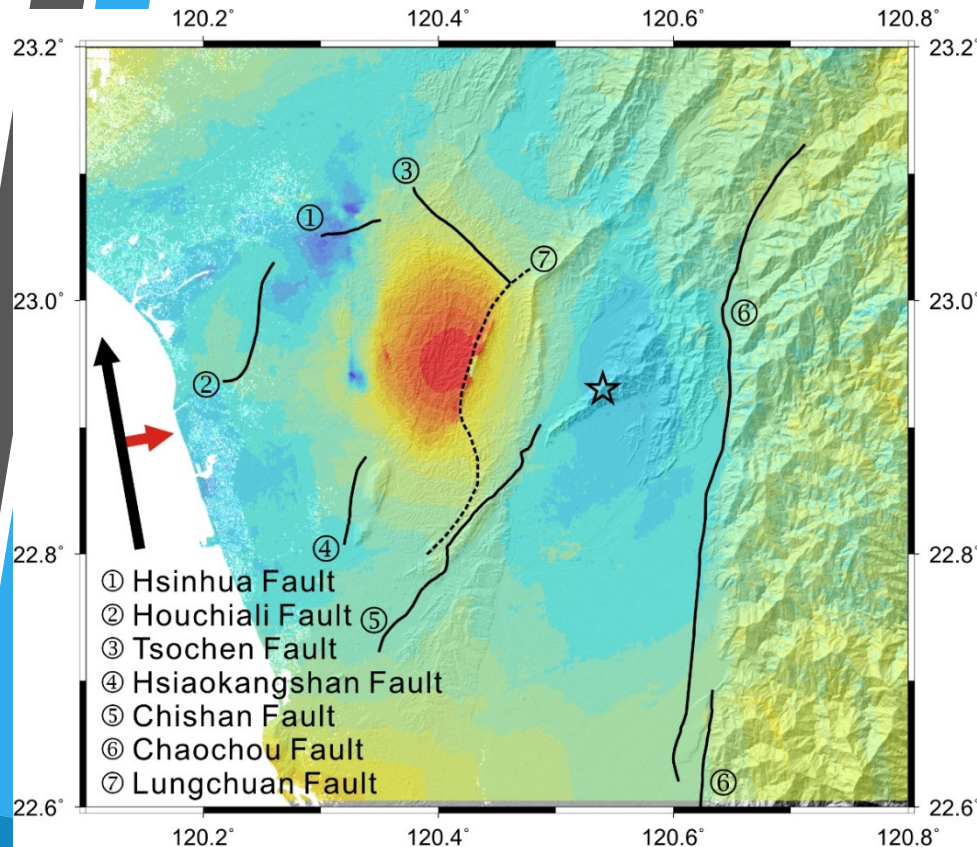 120.2° 120.4° 120.6° 120.8°
23.2° 23.2°
③
①
⑦
23.0° 23.0°
⑥
②
④
22.8° 22.8°
① Hsinhua Fault
② Houchiali Fault ⑤
③ Tsochen Fault
④ Hsiaokangshan Fault
⑤ Chishan Fault
⑥ Chaochou Fault
⑦ Lungchuan Fault ⑥
22.6° 22.6°
120.2° 120.4° 120.6° 120.8°